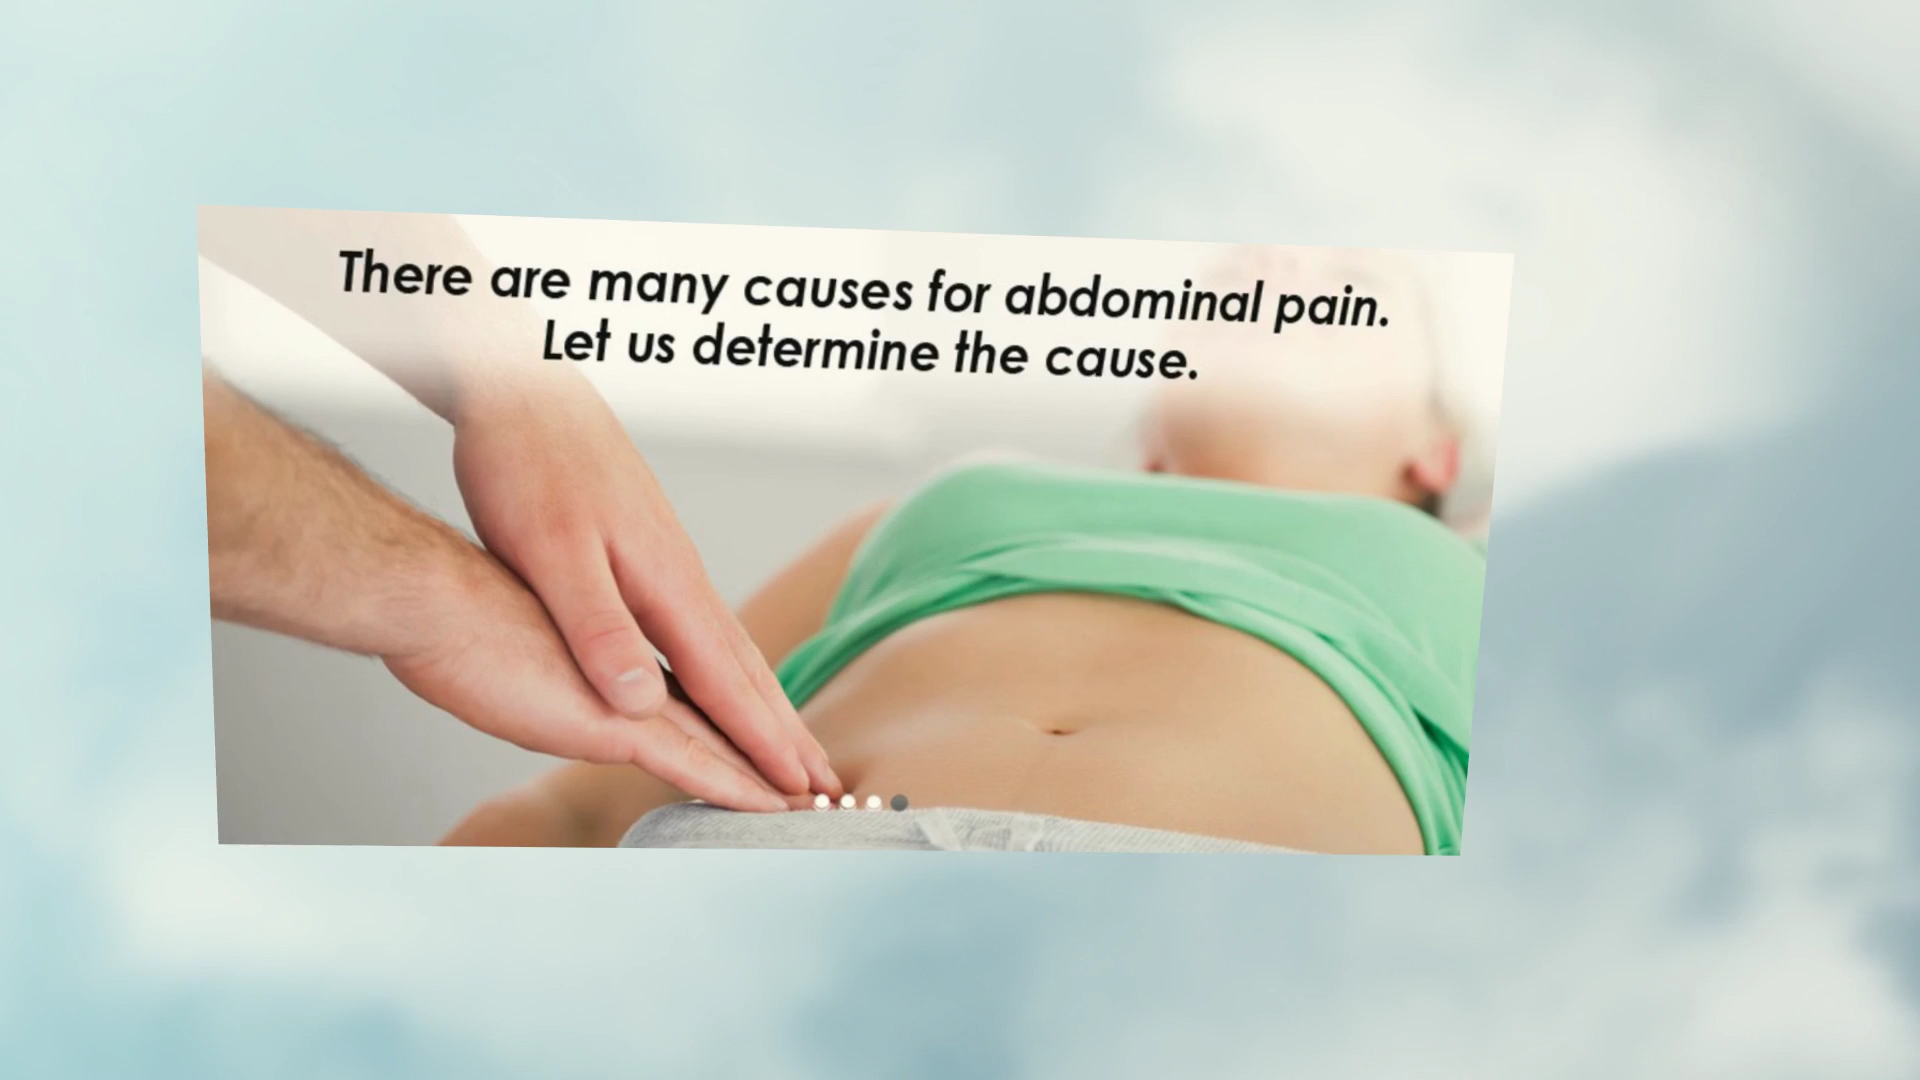 There are many causes for abdominal pain.
Let us determine the cause.